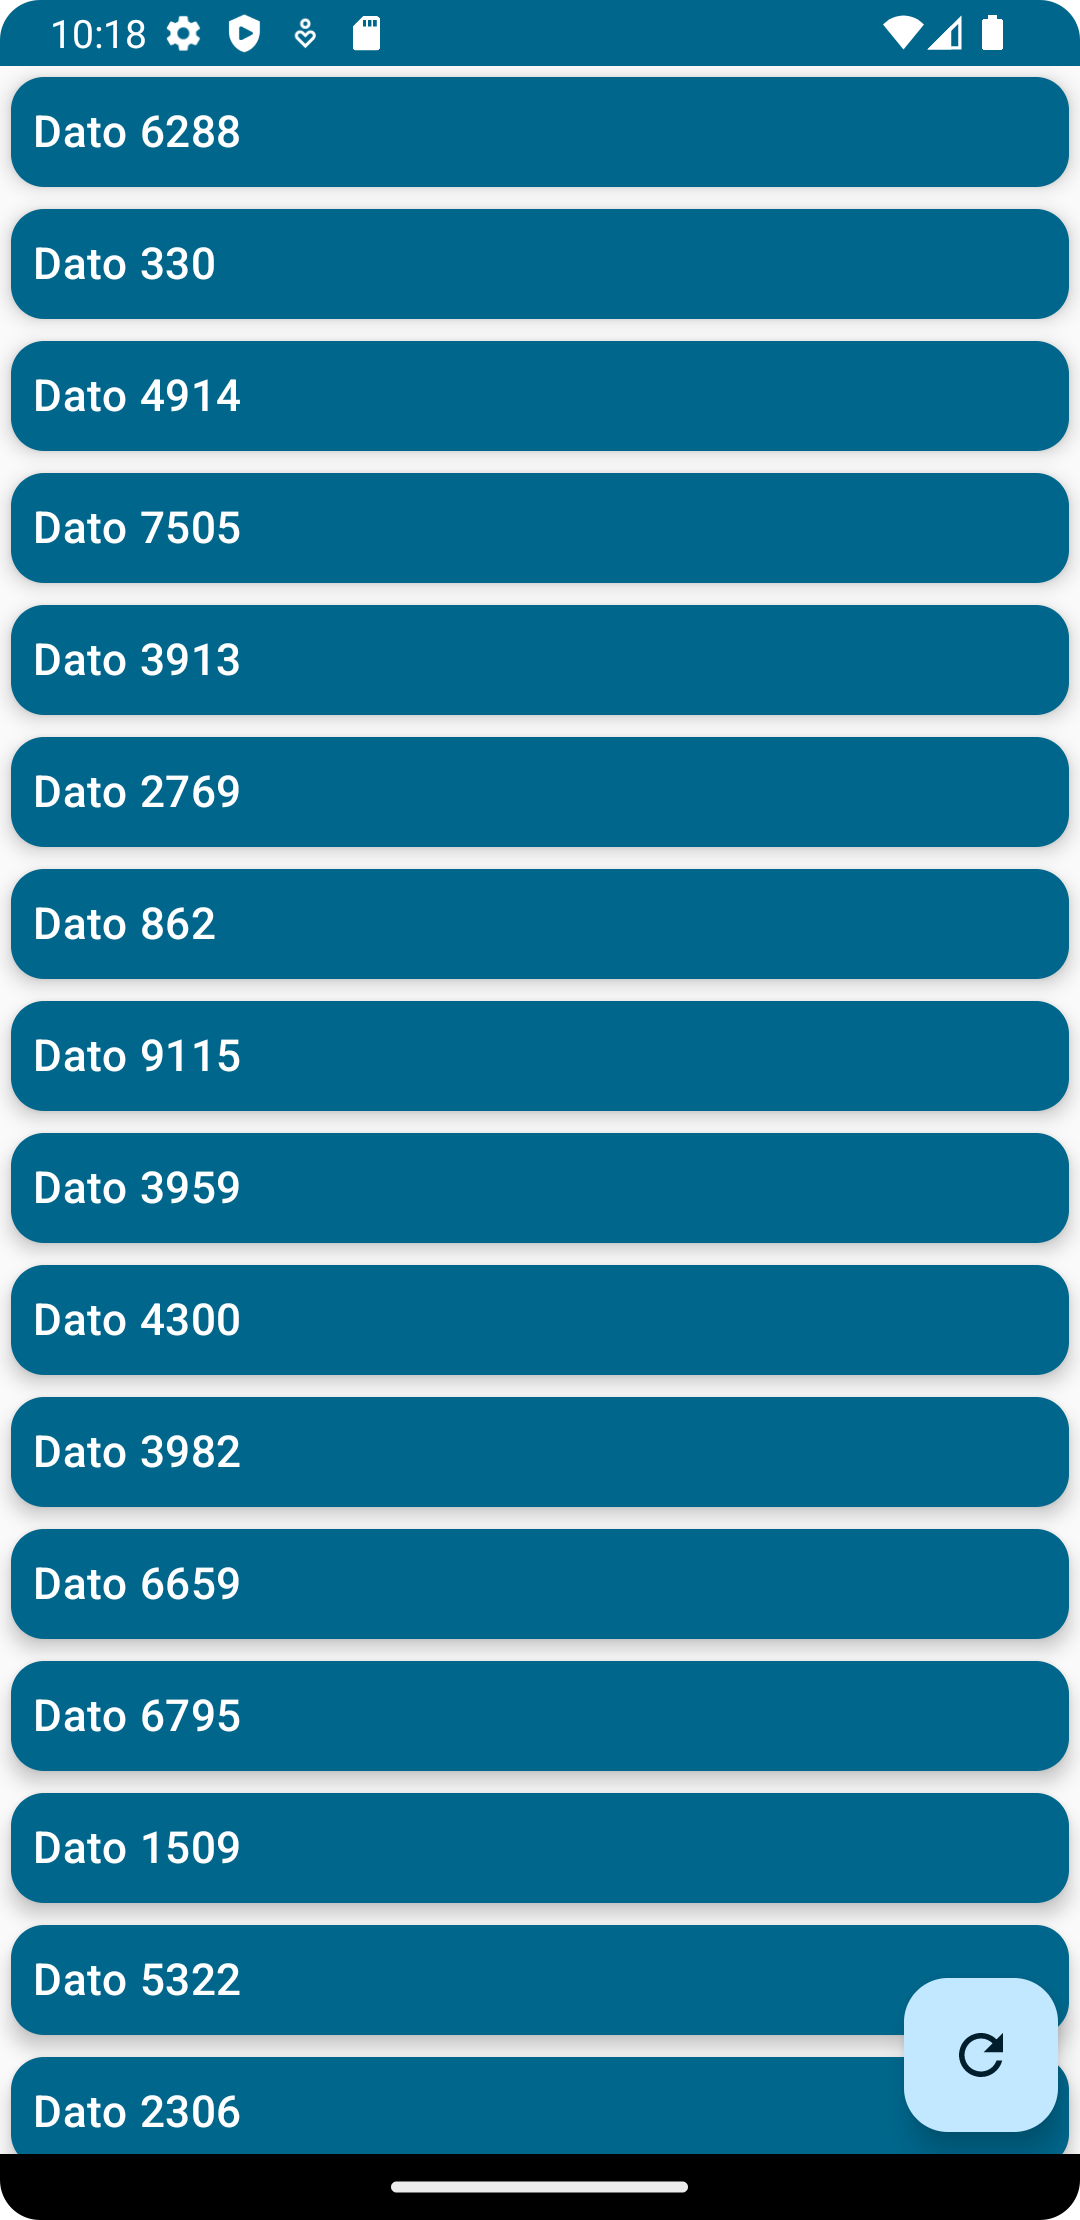 10:18
Dato 6288
Dato 330
Dato 4914
Dato 7505
Dato 3913
Dato 2769
Dato 862
Dato 9115
Dato 3959
Dato 4300
Dato 3982
Dato 6659
Dato 6795
Dato 1509
Dato 5322
Dato 2306